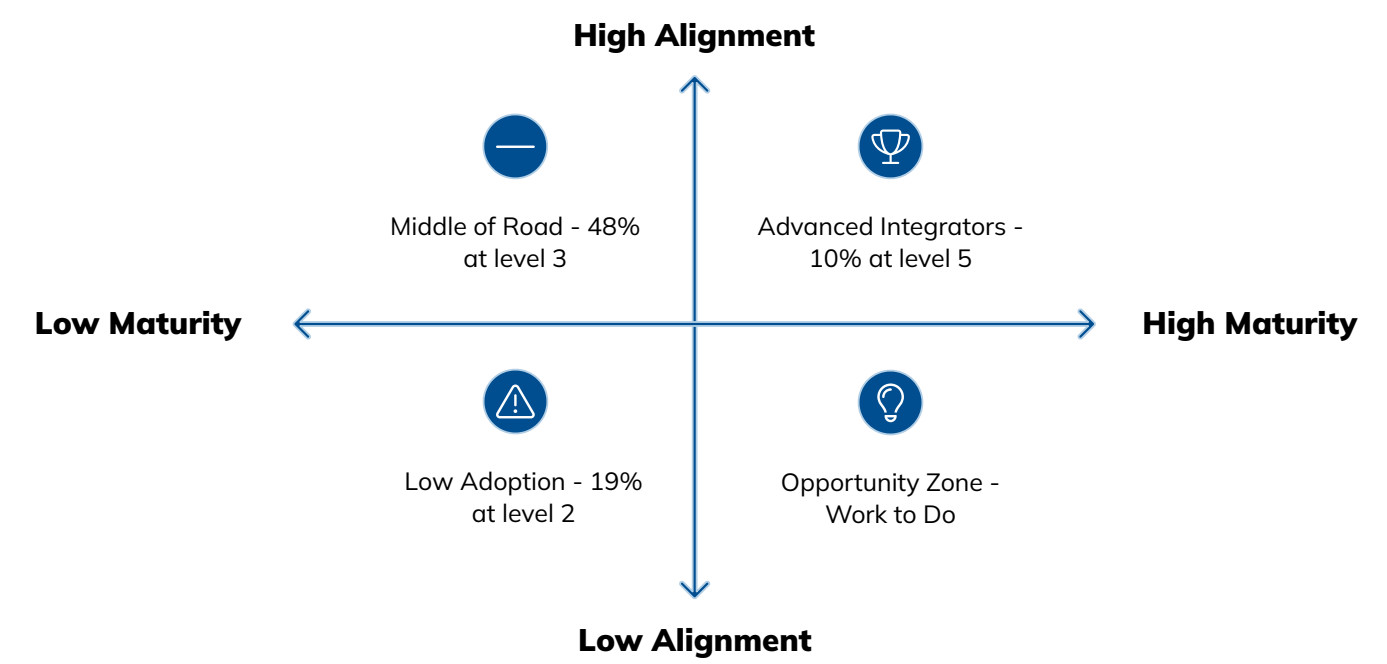 High Alignment
Middle of Road - 48%
at level 3
Advanced Integrators -
10% at level 5
Low Maturity
High Maturity
Low Adoption - 19%
at level 2
Opportunity Zone -
Work to Do
Low Alignment